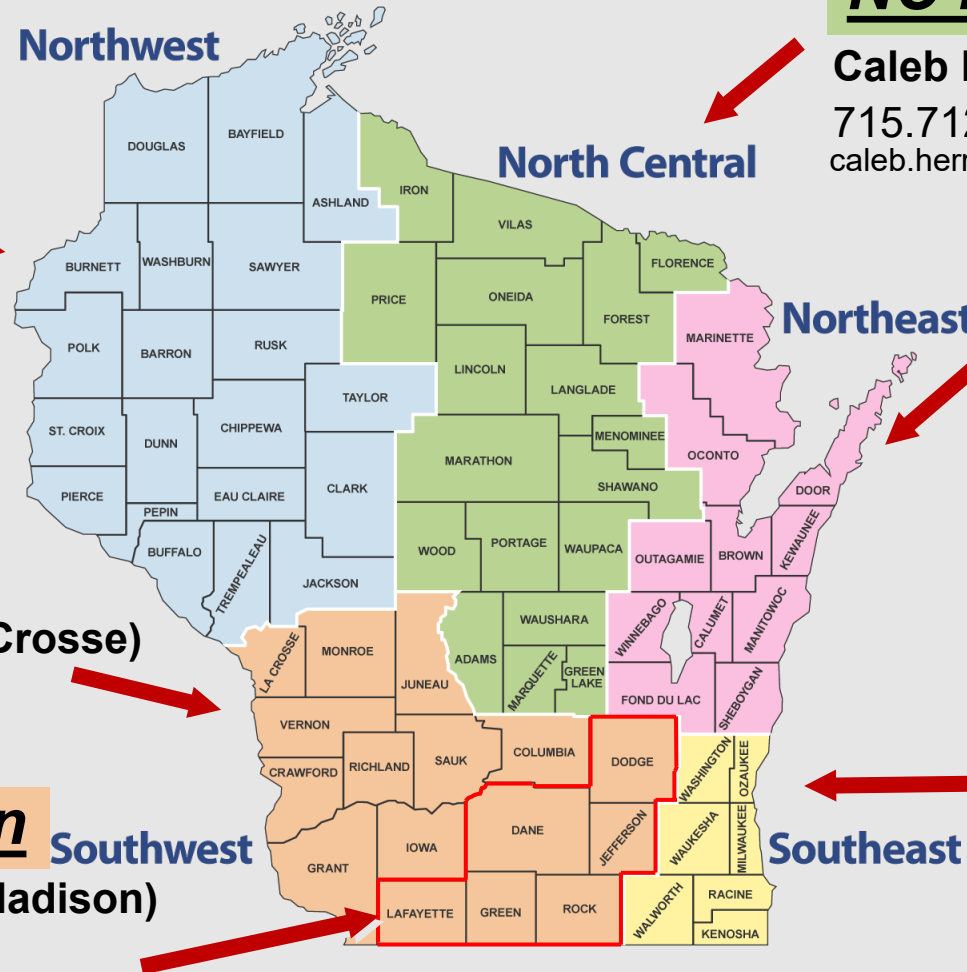 NO
Northwest
Caleb
715.712
caleb.herr
North Central
DOUGLAS
BAYFIELD
ASHLAND
IRON
VILAS
BURNETT
WASHBURN
SAWYER
FLORENCE
PRICE
ONEIDA
FOREST
Northeast
MARINETTE
POLK
BARRON
RUSK
LINCOLN
LANGLADE
TAYLOR
ST. CROIX
DUNN
CHIPPEWA
MENOMINEE
OCONTO
MARATHON
SHAWANO
PIERCE
EAU CLAIRE
CLARK
DOOR
PEPIN
BUFFALO
TREMPEALEAU
JACKSON
WOOD
PORTAGE
WAUPACA
OUTAGAMIE
BROWN
KEWAUNEE
WAUSHARA
WINNEBAGO
CALUMET
MANITOWOC
Crosse)
LA CROSSE
MONROE
JUNEAU
ADAMS
MARQUETTE
GREEN
LAKE
FOND DU LAC
SHEBOYGAN
VERNON
CRAWFORD
RICHLAND
SAUK
COLUMBIA
DODGE
WASHINGTON
OZAUKEE
n
Southwest
GRANT
IOWA
DANE
JEFFERSON
WAUKESHA
MILWAUKEE
Southeast
Madison)
LAFAYETTE
GREEN
ROCK
WALWORTH
RACINE
KENOSHA